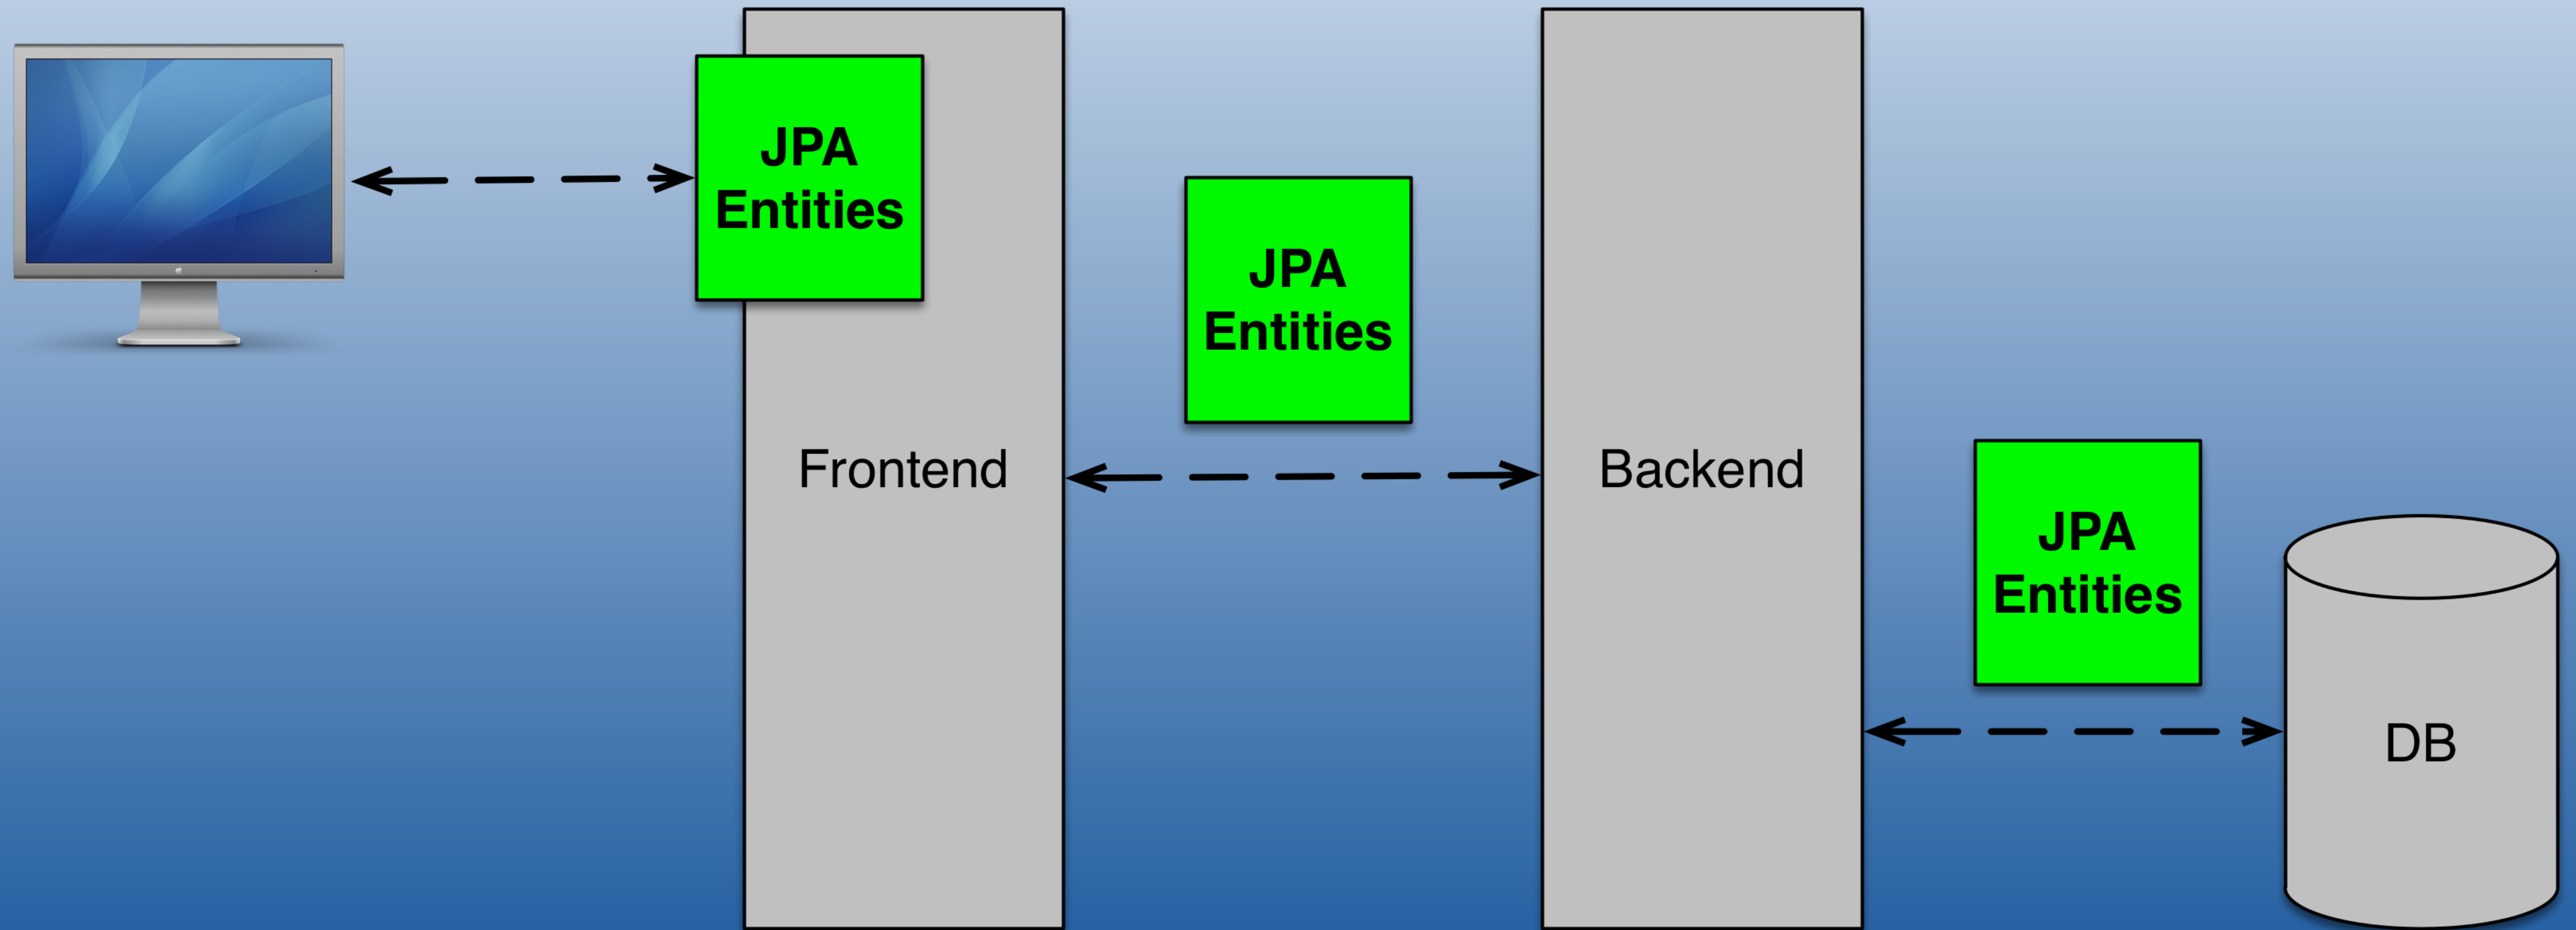 JPA
Entities
JPA
Entities
Frontend
Backend
JPA
Entities
DB